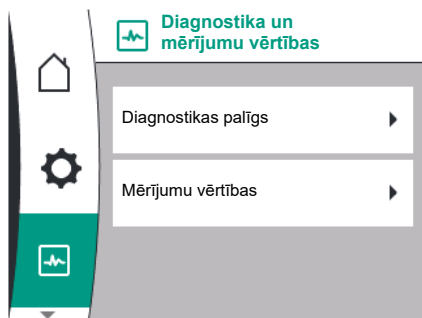 Diagnostika un
mērījumu vērtības
Diagnostikas palīgs
Mērījumu vērtības